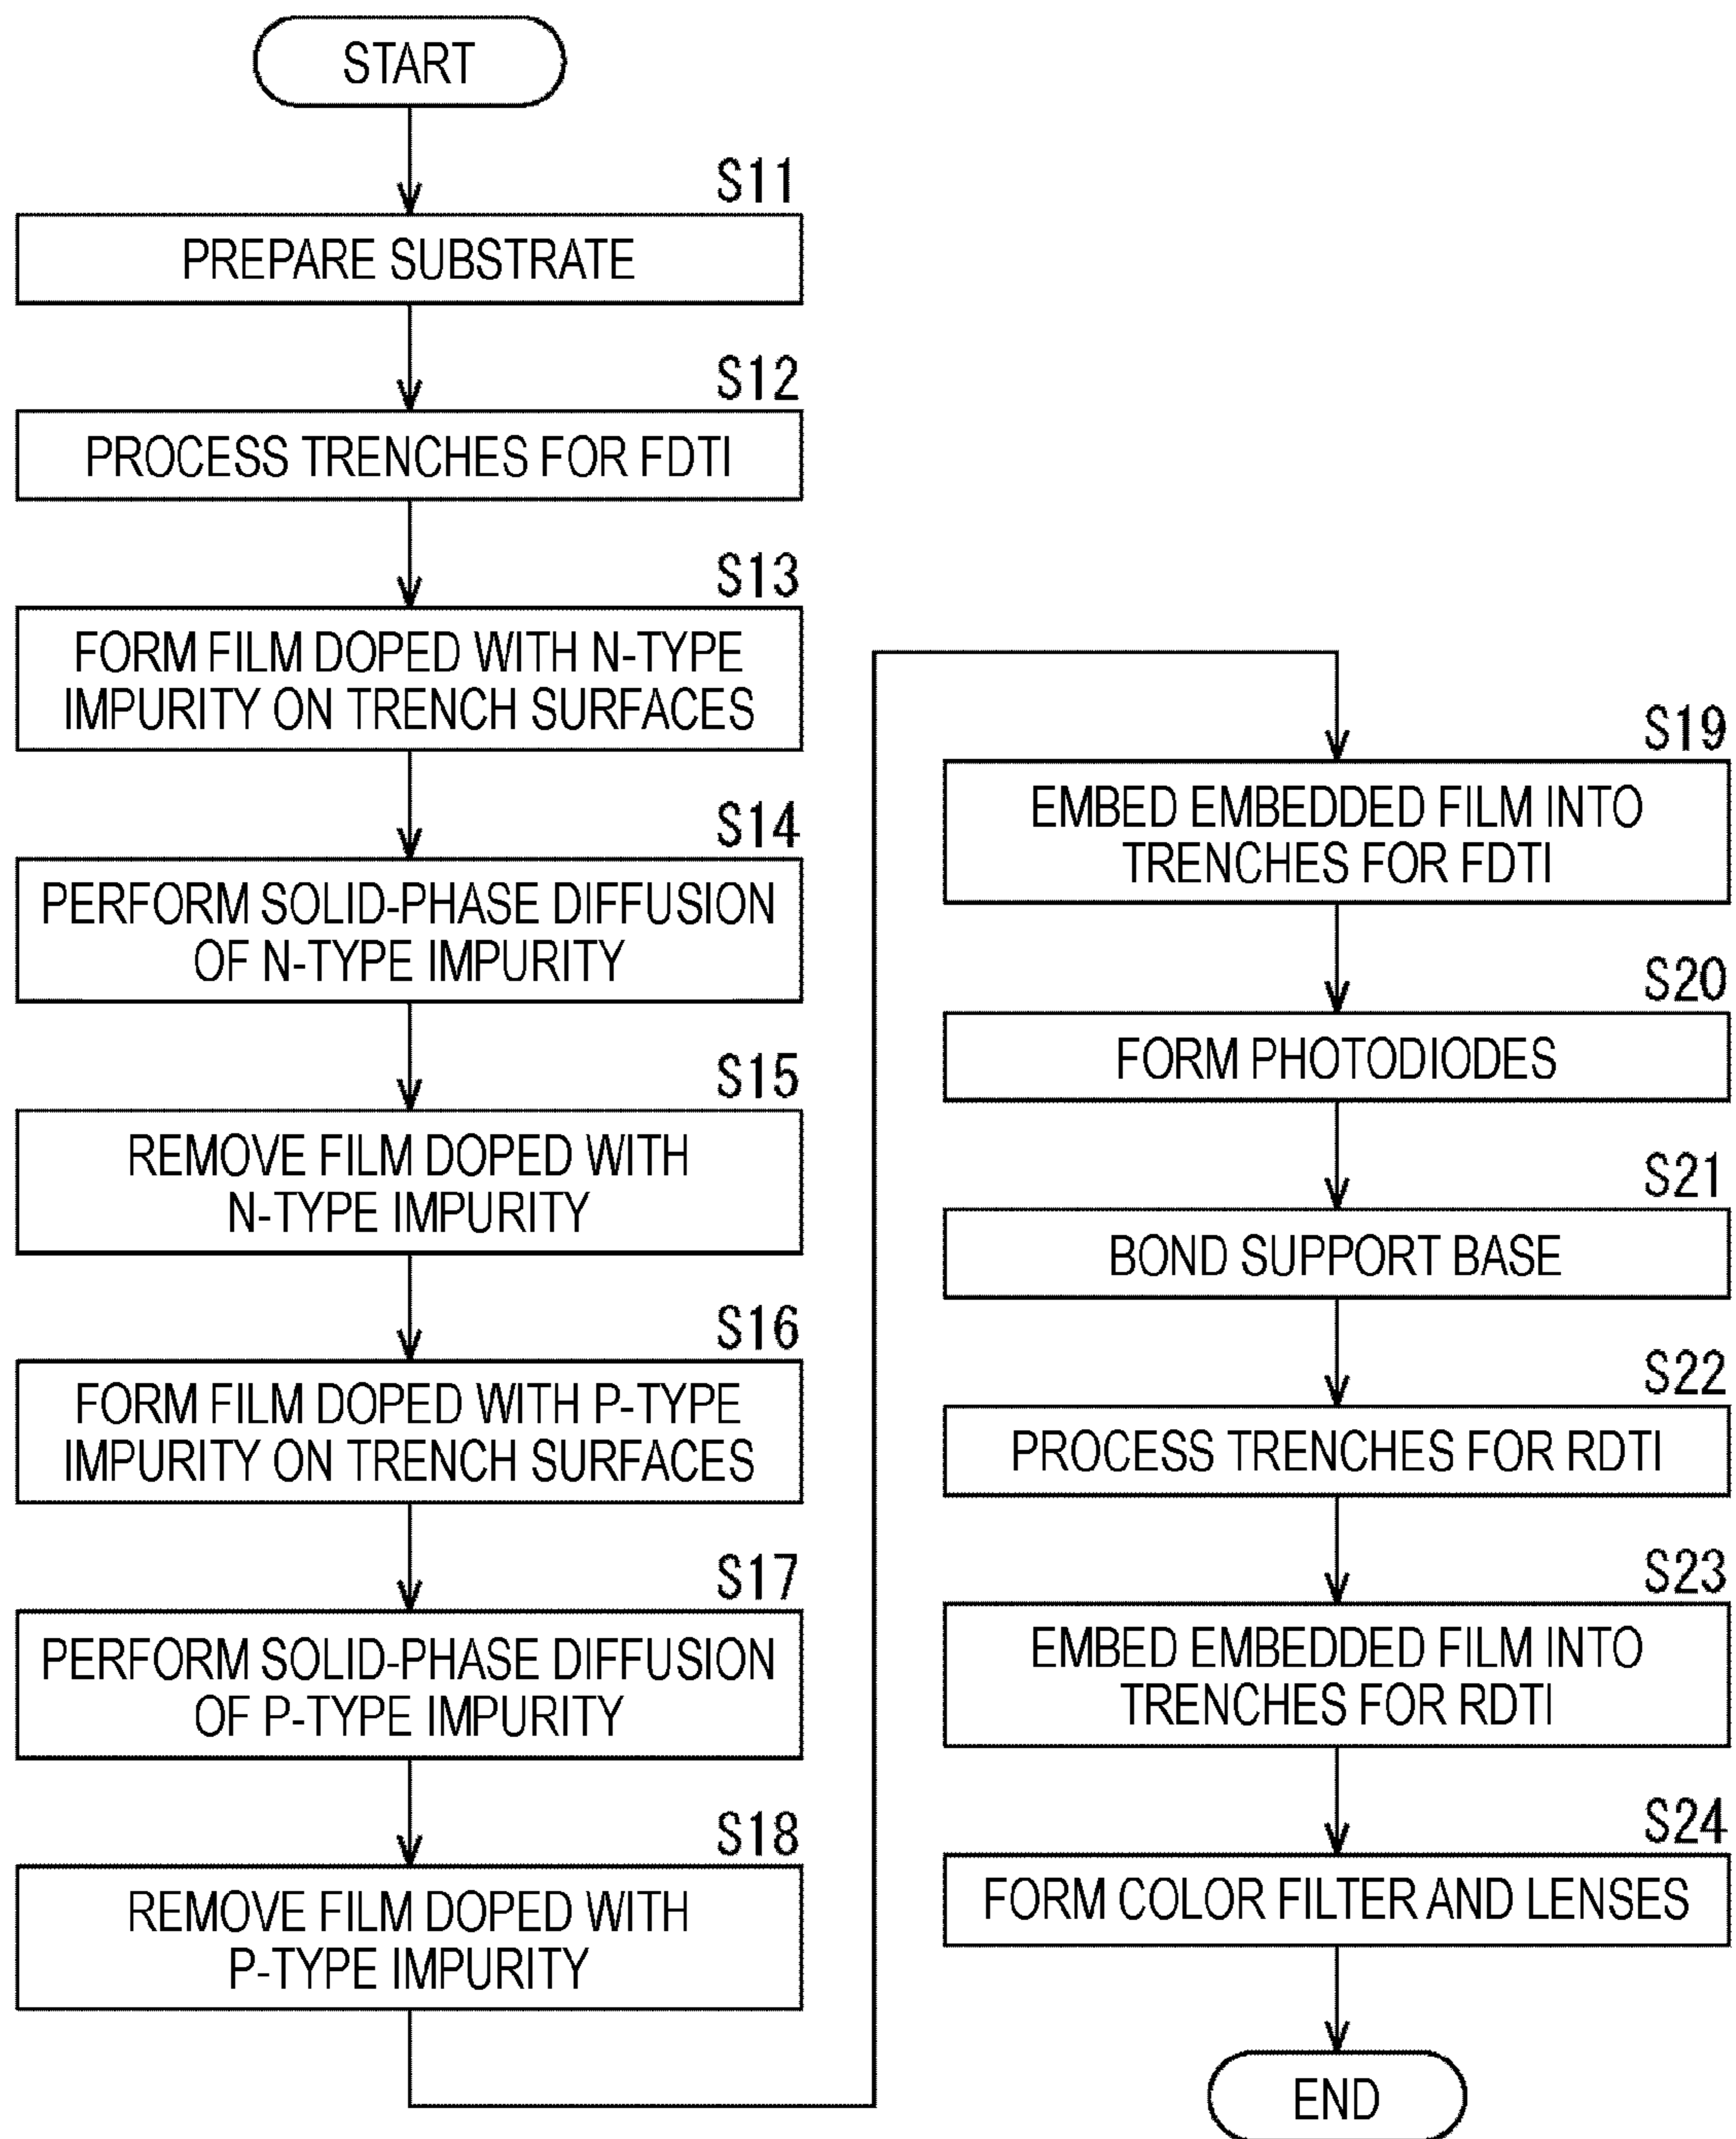 START
S11
PREPARE SUBSTRATE
S12
PROCESS TRENCHES FOR FDTI
S13
FORM FILM DOPED WITH N-TYPE
IMPURITY ON TRENCH SURFACES
S14
PERFORM SOLID-PHASE DIFFUSION
OF N-TYPE IMPURITY
S15
REMOVE FILM DOPED WITH
N-TYPE IMPURITY
S16
FORM FILM DOPED WITH P-TYPE
IMPURITY ON TRENCH SURFACES
S17
PERFORM SOLID-PHASE DIFFUSION
OF P-TYPE IMPURITY
S18
REMOVE FILM DOPED WITH
P-TYPE IMPURITY
S19
EMBED EMBEDDED FILM INTO
TRENCHES FOR FDTI
S20
FORM PHOTODIODES
S21
BOND SUPPORT BASE
S22
PROCESS TRENCHES FOR RDTI
S23
EMBED EMBEDDED FILM INTO
TRENCHES FOR RDTI
S24
FORM COLOR FILTER AND LENSES
END